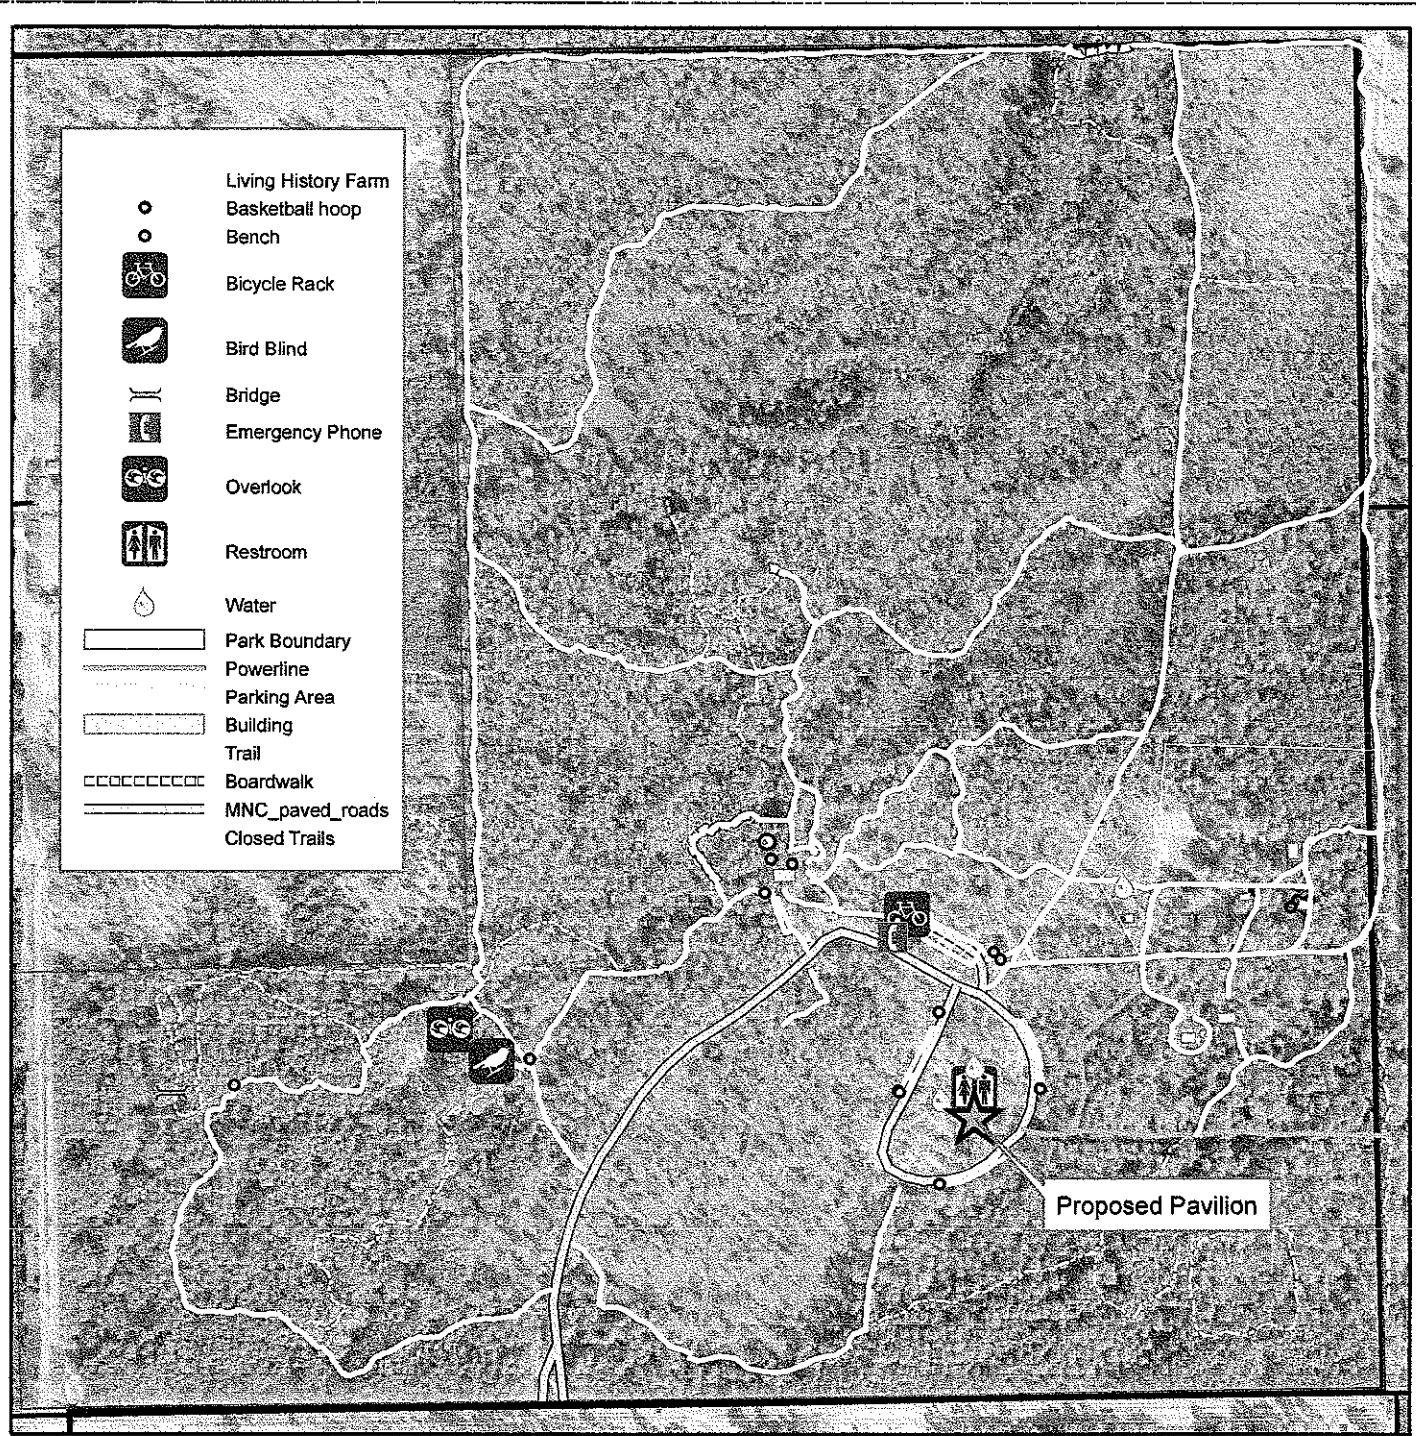 Living History Farm
Basketball hoop
Bench
Bicycle Rack
Bird Blind
Bridge
Emergency Phone
Overlook
Restroom
Water
Park Boundary
Powerline
Parking Area
Building
Trail
Boardwalk
MNC_paved_roads
Closed Trails
Proposed Pavilion